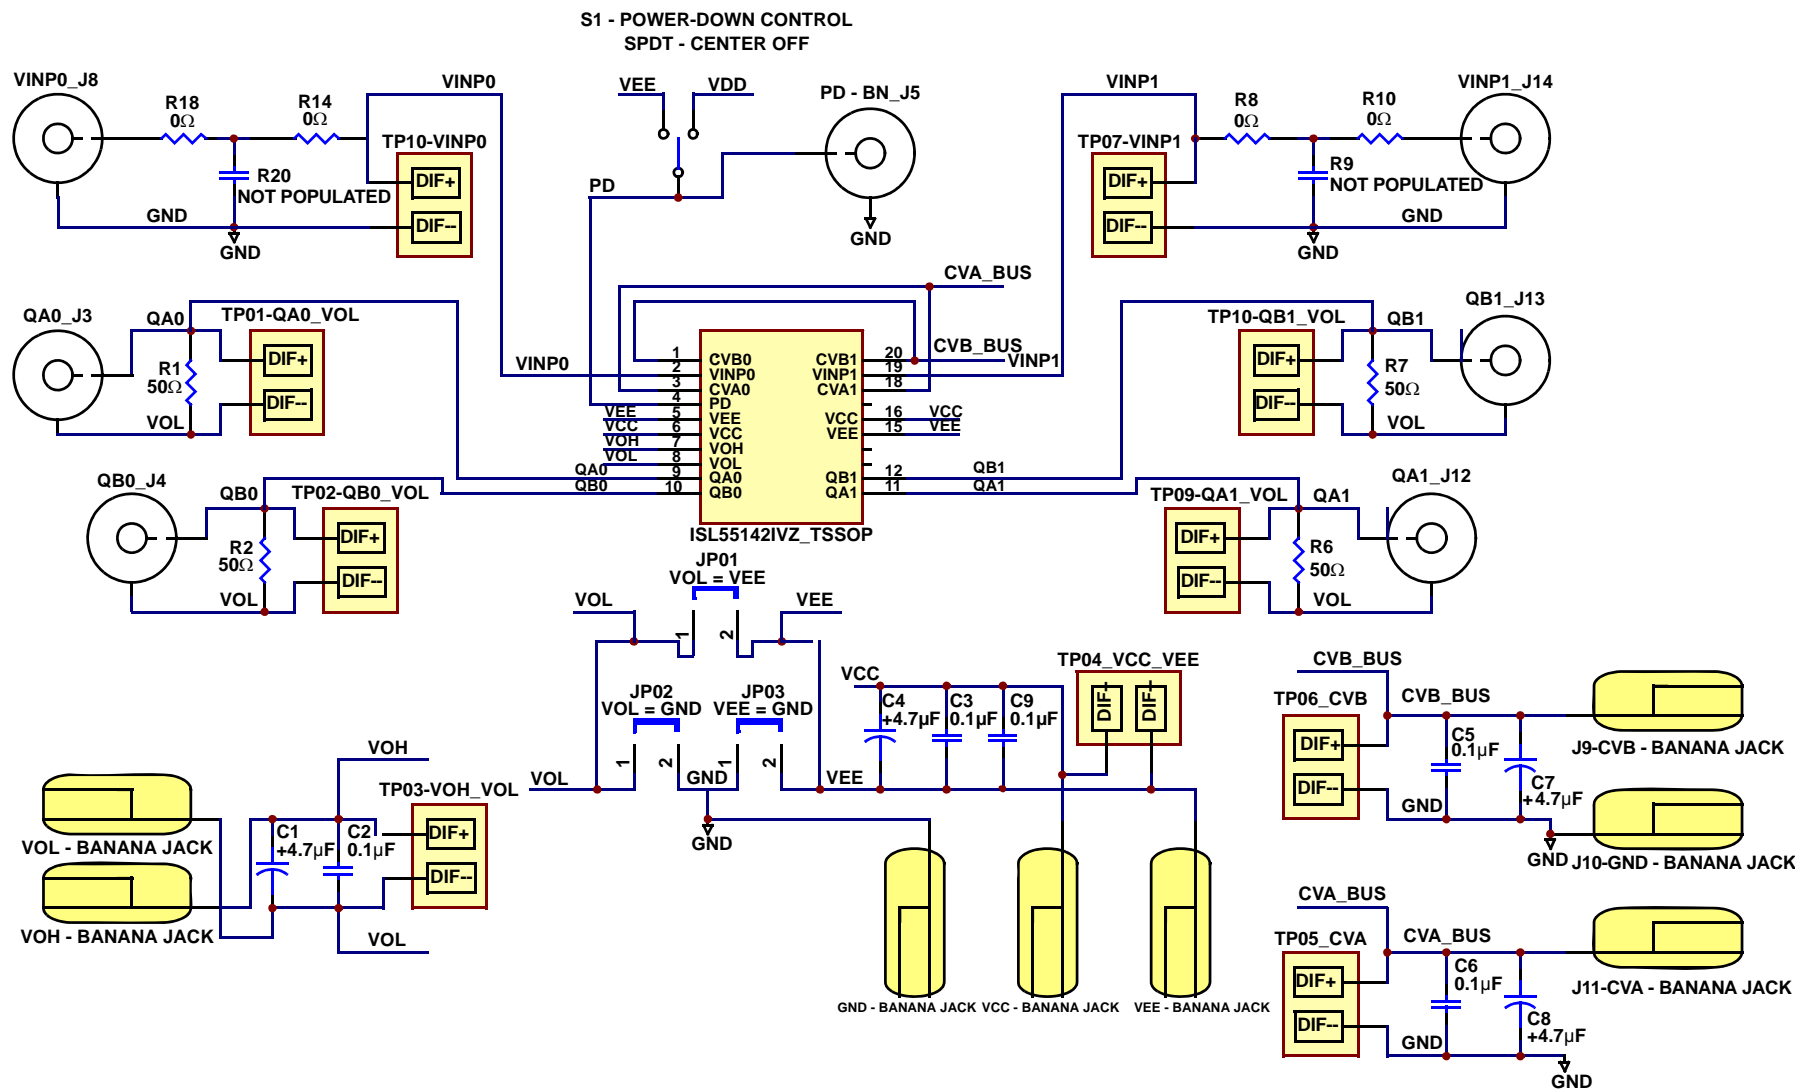 S1 - POWER-DOWN CONTROL
SPDT - CENTER OFF
VINP0_J8
R18
0Ω
R14
0Ω
VINP0
TP10-VINP0
DIF+
DIF--
R20
NOT POPULATED
GND
GND
VEE
VDD
PD
PD - BN_J5
GND
VINP1
TP07-VINP1
DIF+
DIF--
R8
0Ω
R10
0Ω
VINP1_J14
R9
NOT POPULATED
GND
GND
QA0_J3
QA0
R1
50Ω
VOL
TP01-QA0_VOL
DIF+
DIF--
QB0_J4
QB0
R2
50Ω
VOL
TP02-QB0_VOL
DIF+
DIF--
CVA_BUS
CVB_BUS
VINP0
VINP1
VEE
VCC
VOH
VOL
QA0
QB0
1 CVB0
2 VINP0
3 CVA0
4 PD
5 VEE
6 VCC
7 VOH
8 VOL
9 QA0
10 QB0
CVB1 20
VINP1 19
CVA1 18
VCC 16
VEE 15
QB1 12
QA1 11
VCC
VEE
QB1
QA1
ISL55142IVZ_TSSOP
TP10-QB1_VOL
DIF+
DIF--
QB1
QB1_J13
R7
50Ω
VOL
TP09-QA1_VOL
DIF+
DIF--
QA1
QA1_J12
R6
50Ω
VOL
JP01
VOL = VEE
VOL
VEE
1
2
JP02
VOL = GND
JP03
VEE = GND
1
2
1
2
VOL
GND
VEE
GND
VCC
C4
+4.7µF
C3
0.1µF
C9
0.1µF
TP04_VCC_VEE
DIF+
DIF+
GND - BANANA JACK
VCC - BANANA JACK
VEE - BANANA JACK
VOH
VOL - BANANA JACK
VOH - BANANA JACK
C1
+4.7µF
C2
0.1µF
TP03-VOH_VOL
DIF+
DIF--
VOL
CVB_BUS
TP06_CVB
DIF+
DIF--
CVB_BUS
C5
0.1µF
C7
+4.7µF
GND
GND
J9-CVB - BANANA JACK
J10-GND - BANANA JACK
CVA_BUS
TP05_CVA
DIF+
DIF--
CVA_BUS
C6
0.1µF
C8
+4.7µF
GND
GND
J11-CVA - BANANA JACK